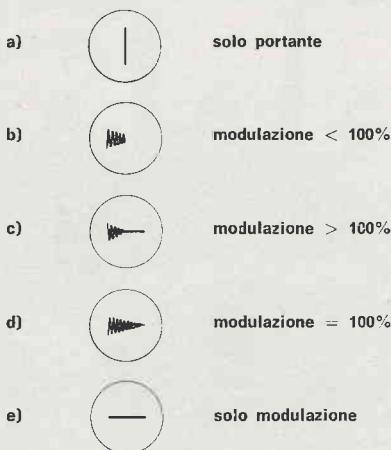 a) solo portante
b) modulazione < 100%
c) modulazione > 100%
d) modulazione = 100%
e) solo modulazione